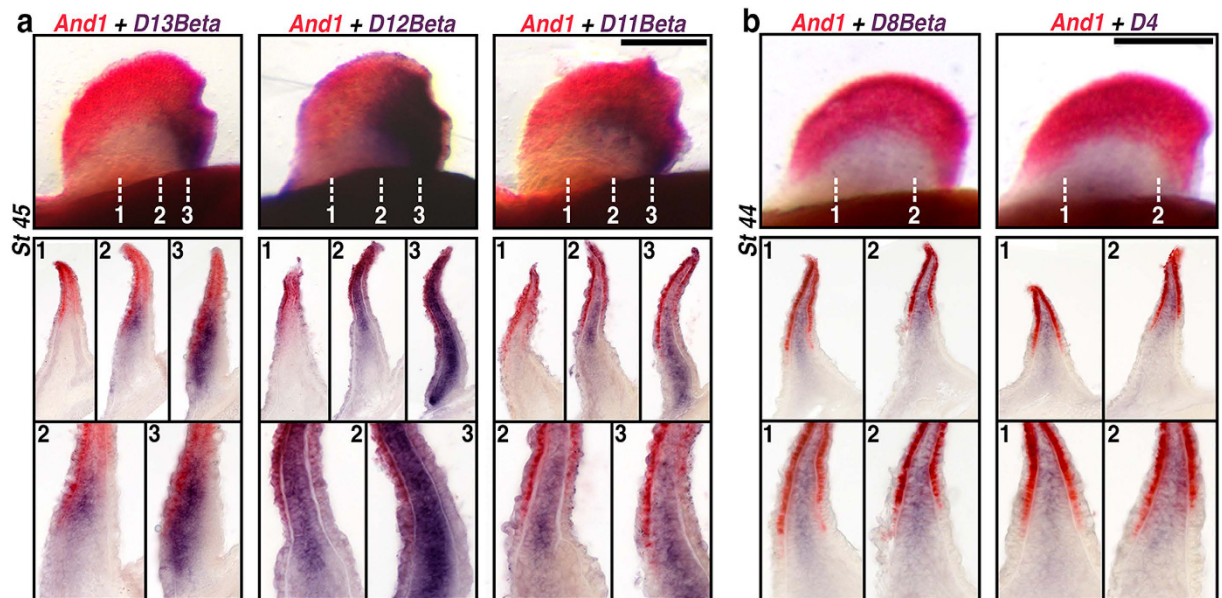 a
And1 + D13Beta
And1 + D12Beta
And1 + D11Beta
b
And1 + D8Beta
And1 + D4
St 45
1 2 3
1 2 3
1 2 3
St 44
1 2
1 2
1 2 3
1 2 3
1 2 3
1 2
1 2
2 3
2 3
2 3
1 2
1 2